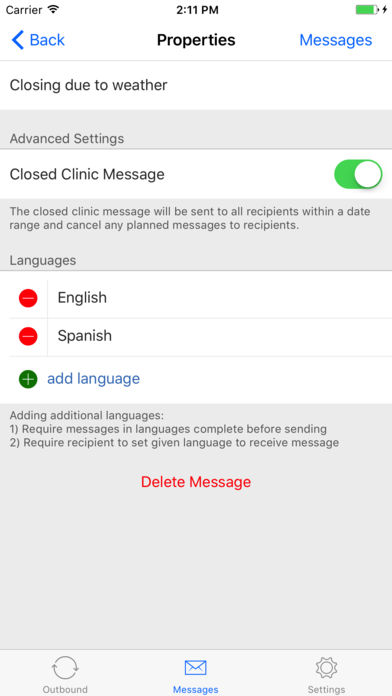 Carrier 2:11 PM
Back Properties Messages
Closing due to weather
Advanced Settings
Closed Clinic Message
The closed clinic message will be sent to all recipients within a date
range and cancel any planned messages to recipients.
Languages
English
Spanish
add language
Adding additional languages:
1) Require messages in languages complete before sending
2) Require recipient to set given language to receive message
Delete Message
Outbound Messages Settings